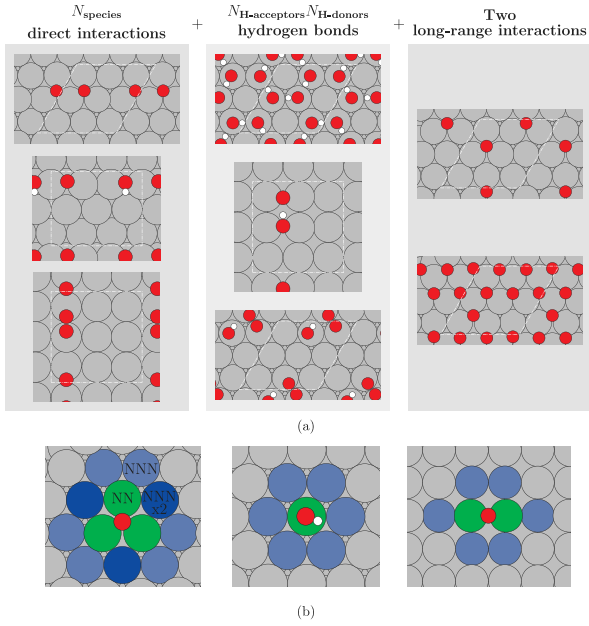 N_species + N_H-acceptors N_H-donors + Two
direct interactions hydrogen bonds long-range interactions
(a)
NNN
NN NNN
x2
(b)